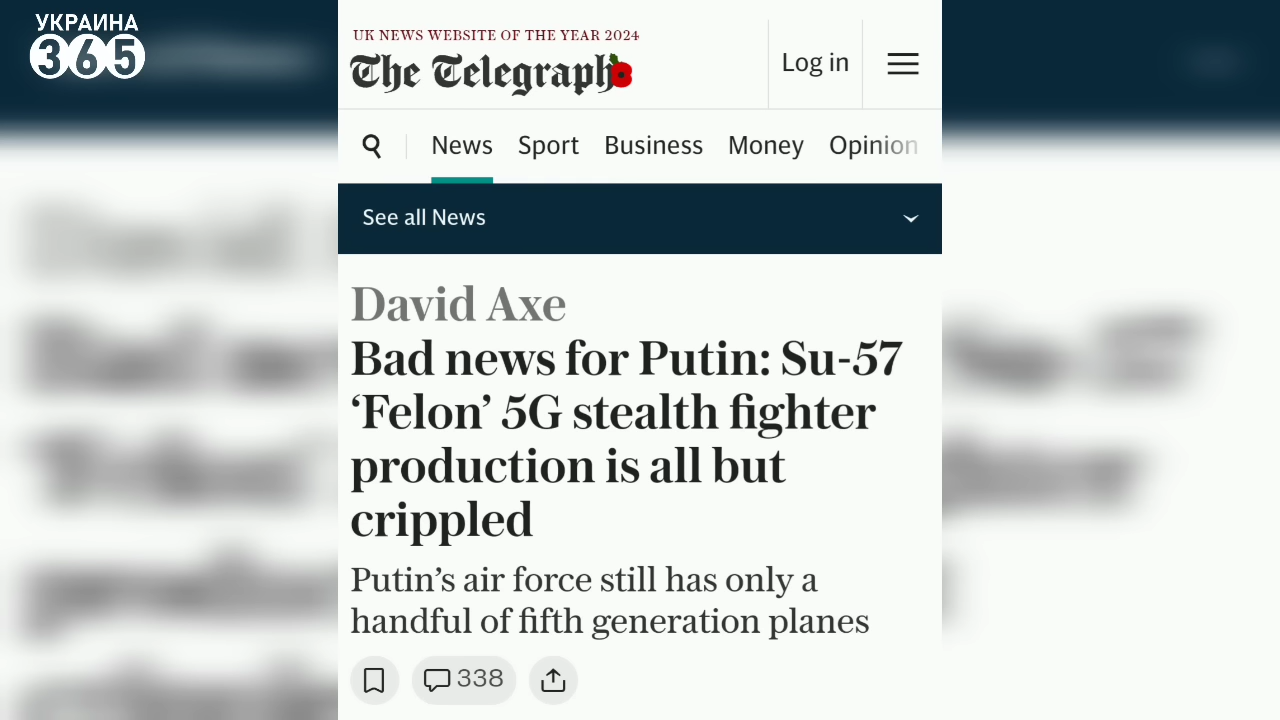 УКРАИНА
365
UK NEWS WEBSITE OF THE YEAR 2024
The Telegraph
Log in
News Sport Business Money Opinion
See all News
David Axe
Bad news for Putin: Su-57
‘Felon’ 5G stealth fighter
production is all but
crippled
Putin’s air force still has only a
handful of fifth generation planes
338